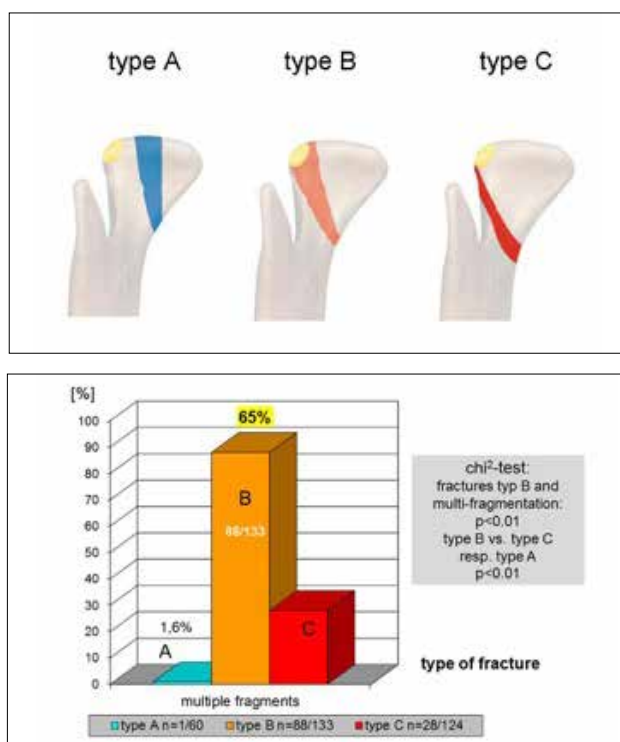 type A type B type C
[%]
100
90
80
70
60
50
40
30
20
10
0
65%
B
88/133
1,6%
A
C
multiple fragments
type of fracture
chi²-test:
fractures typ B and
multi-fragmentation:
p<0.01
type B vs. type C
resp. type A
p<0.01
type A n=1/60 type B n=88/133 type C n=28/124